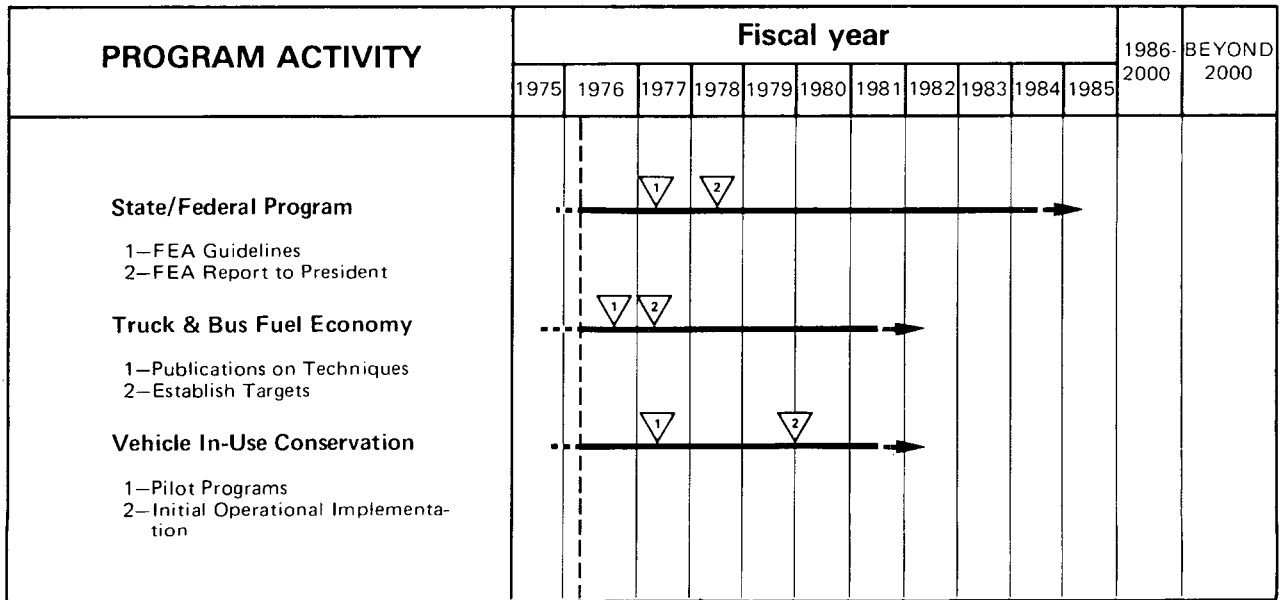 PROGRAM ACTIVITY
Fiscal year
1986-
2000
BEYOND
2000
1975 1976 1977 1978 1979 1980 1981 1982 1983 1984 1985
1 2
State/Federal Program
1—FEA Guidelines
2—FEA Report to President
1 2
Truck & Bus Fuel Economy
1—Publications on Techniques
2—Establish Targets
1 2
Vehicle In-Use Conservation
1—Pilot Programs
2—Initial Operational Implementa-
tion